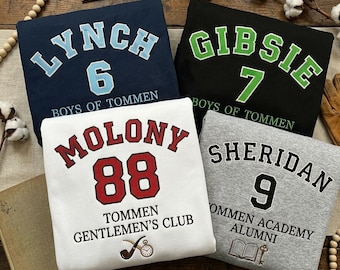 LYNCH
6
BOYS OF TOMMEN
GIBSIE
7
BOYS OF TOMMEN
MOLONY
88
TOMMEN
GENTLEMEN'S CLUB
SHERIDAN
9
TOMMEN ACADEMY
ALUMNI